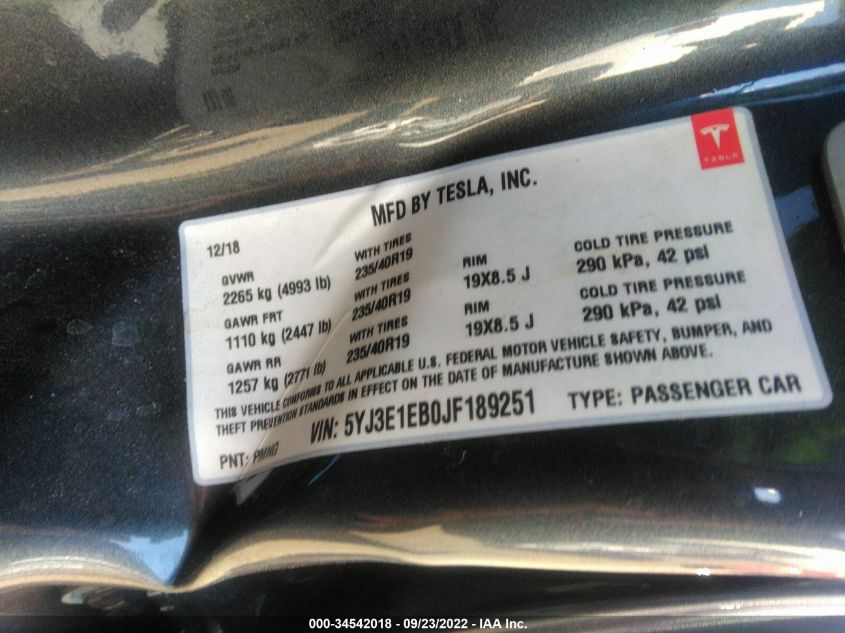 TESLA
MFD BY TESLA, INC.
12/18
GVWR
2265 kg (4993 lb)
WITH TIRES
235/40R19
RIM
19X8.5 J
COLD TIRE PRESSURE
290 kPa, 42 psi
GAWR FRT
1110 kg (2447 lb)
WITH TIRES
235/40R19
RIM
19X8.5 J
COLD TIRE PRESSURE
290 kPa, 42 psi
GAWR RR
1257 kg (2771 lb)
WITH TIRES
235/40R19
THIS VEHICLE CONFORMS TO ALL APPLICABLE U.S. FEDERAL MOTOR VEHICLE SAFETY, BUMPER, AND
THEFT PREVENTION STANDARDS IN EFFECT ON THE DATE OF MANUFACTURE SHOWN ABOVE.
PNT: PMNG
VIN: 5YJ3E1EB0JF189251
TYPE: PASSENGER CAR
000-34542018 - 09/23/2022 - IAA Inc.